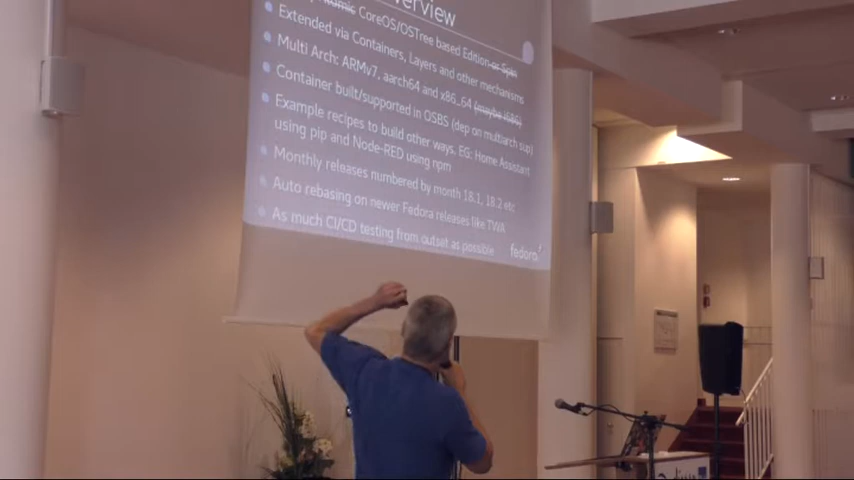 Overview
CoreOS/OSTree based Edition or Spin
Extended via Containers, Layers and other mechanisms
Multi Arch: ARMv7, aarch64 and x86_64 (maybe i686)
Container built/supported in OSBS (dep on multiarch sup)
Example recipes to build other ways, EG: Home Assistant
using pip and Node-RED using npm
Monthly releases numbered by month 18.1, 18.2 etc
Auto rebasing on newer Fedora releases like TWA
As much CI/CD testing from outset as possible
fedora